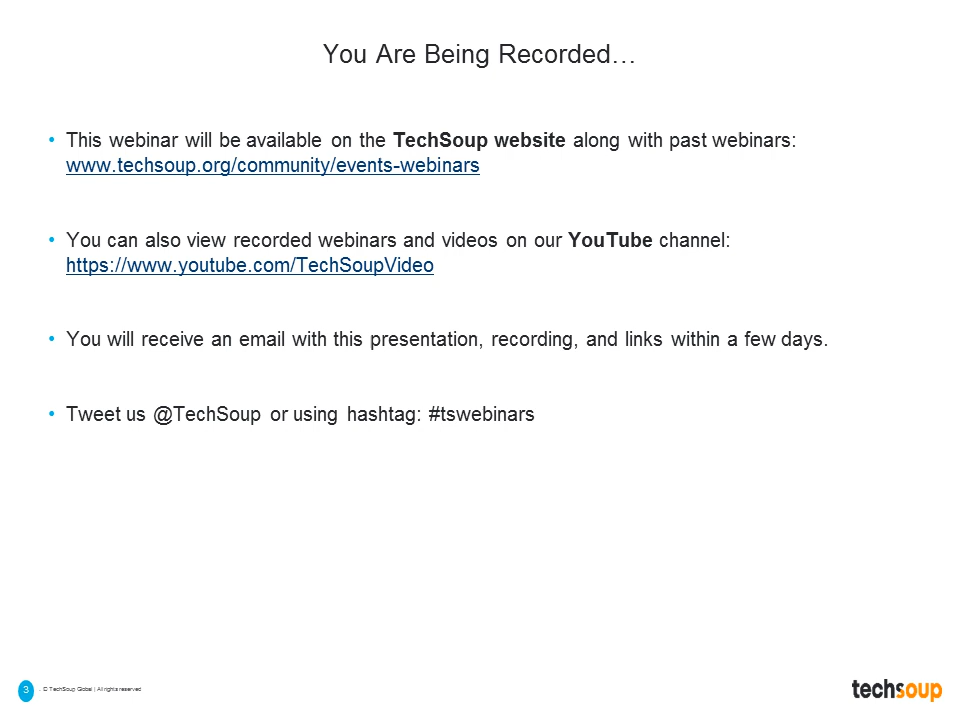 You Are Being Recorded…
• This webinar will be available on the TechSoup website along with past webinars:
www.techsoup.org/community/events-webinars
• You can also view recorded webinars and videos on our YouTube channel:
https://www.youtube.com/TechSoupVideo
• You will receive an email with this presentation, recording, and links within a few days.
• Tweet us @TechSoup or using hashtag: #tswebinars
3 - © TechSoup Global | All rights reserved
techsoup